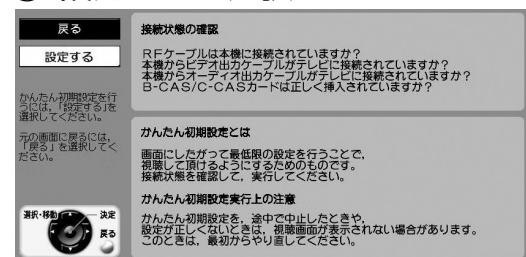 戻る
設定する
かんたん初期設定を行
うには，「設定する」を
選択してください。
元の画面に戻るには，
「戻る」を選択してく
ださい。
選択・移動
決定
戻る
接続状態の確認
ＲＦケーブルは本機に接続されていますか？
本機からビデオ出力ケーブルがテレビに接続されていますか？
本機からオーディオ出力ケーブルがテレビに接続されていますか？
Ｂ-ＣＡＳ/Ｃ-ＣＡＳカードは正しく挿入されていますか？
かんたん初期設定とは
画面にしたがって最低限の設定を行うことで，
視聴して頂けるようにするためのものです。
接続状態を確認して，実行してください。
かんたん初期設定実行上の注意
かんたん初期設定を，途中で中止したときや，
設定が正しくないときは，視聴画面が表示されない場合があります。
このときは，最初からやり直してください。